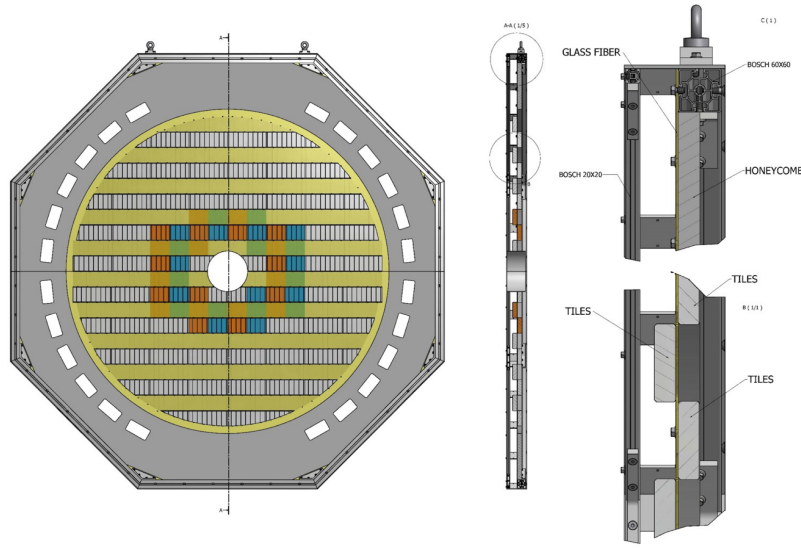 A
A-A ( 1/5 )
C ( 1 )
GLASS FIBER
BOSCH 60X60
HONEYCOMB
BOSCH 20X20
TILES
B ( 1/1 )
TILES
TILES
A